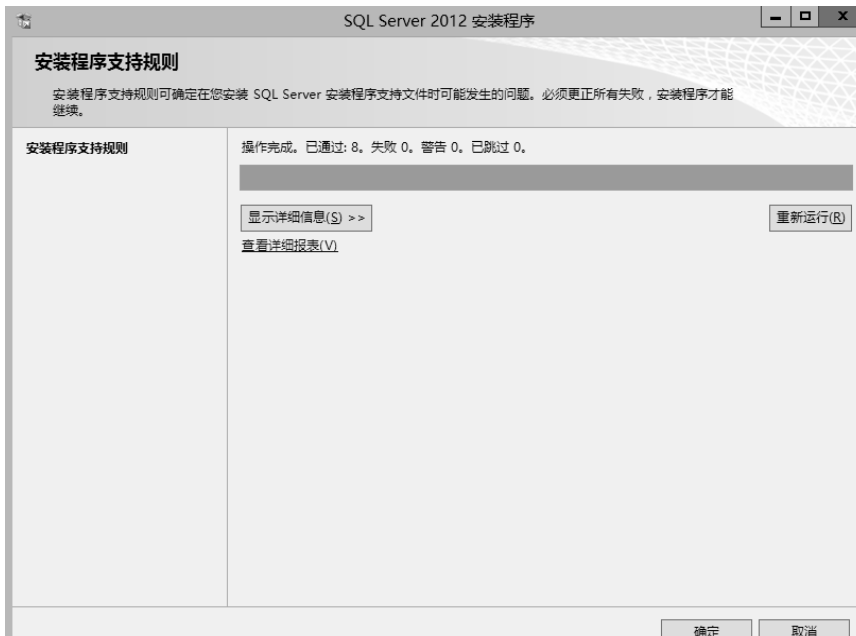 SQL Server 2012 安装程序
安装程序支持规则
安装程序支持规则可确定在您安装 SQL Server 安装程序支持文件时可能发生的问题。必须更正所有失败，安装程序才能
继续。
安装程序支持规则
操作完成。已通过: 8。失败 0。警告 0。已跳过 0。
显示详细信息(S) >>
重新运行(R)
查看详细报表(V)
确定
取消